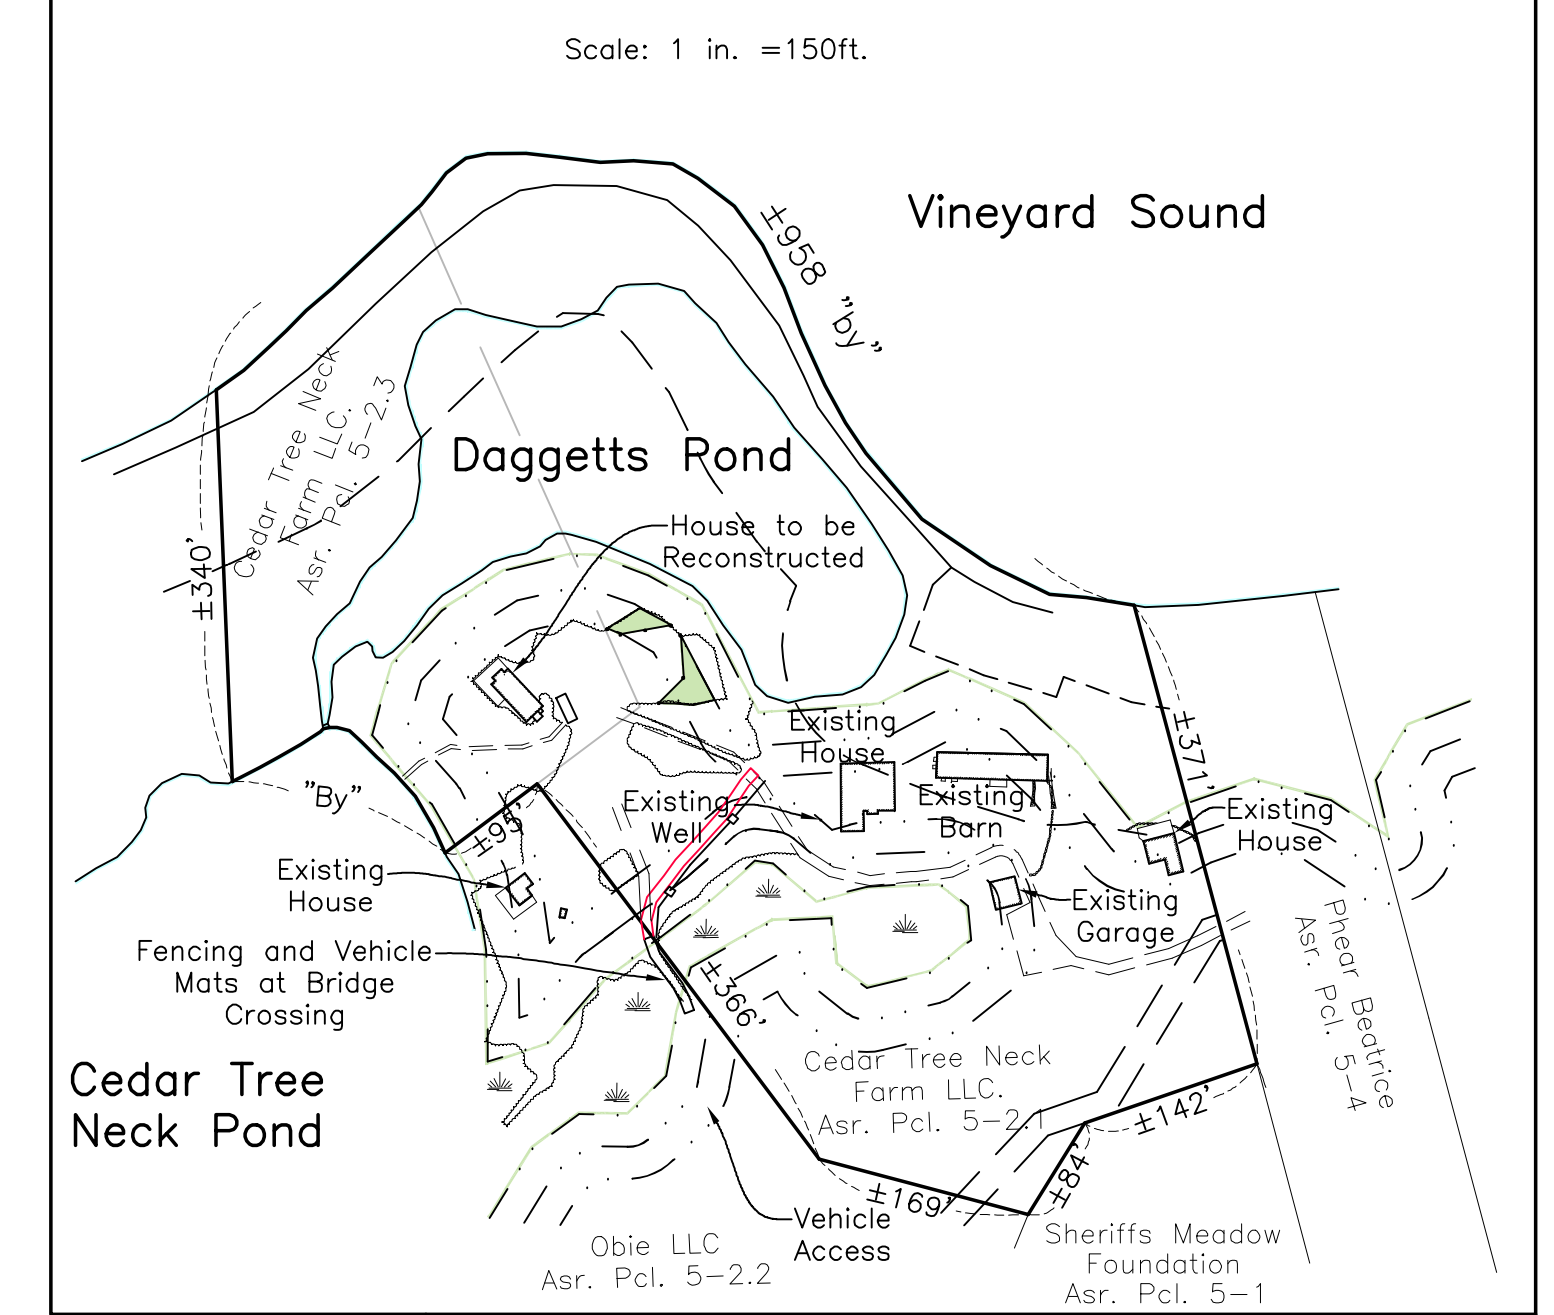 Scale: 1 in. =150ft.
Vineyard Sound
±958 "by"
Cedar Tree Neck
Farm LLC.
Asr. Pcl. 5-2.3
Daggetts Pond
House to be
Reconstructed
±340'
Existing
House
±371'
"By"
Existing
Well
Existing
Barn
Existing
House
±95'
Existing
House
Existing
Garage
Fencing and Vehicle
Mats at Bridge
Crossing
±366'
Phear Beatrice
Asr. Pcl. 5-4
Cedar Tree
Neck Pond
Cedar Tree Neck
Farm LLC.
Asr. Pcl. 5-2.1
±142'
±84'
±169'
Vehicle
Access
Obie LLC
Asr. Pcl. 5-2.2
Sheriffs Meadow
Foundation
Asr. Pcl. 5-1